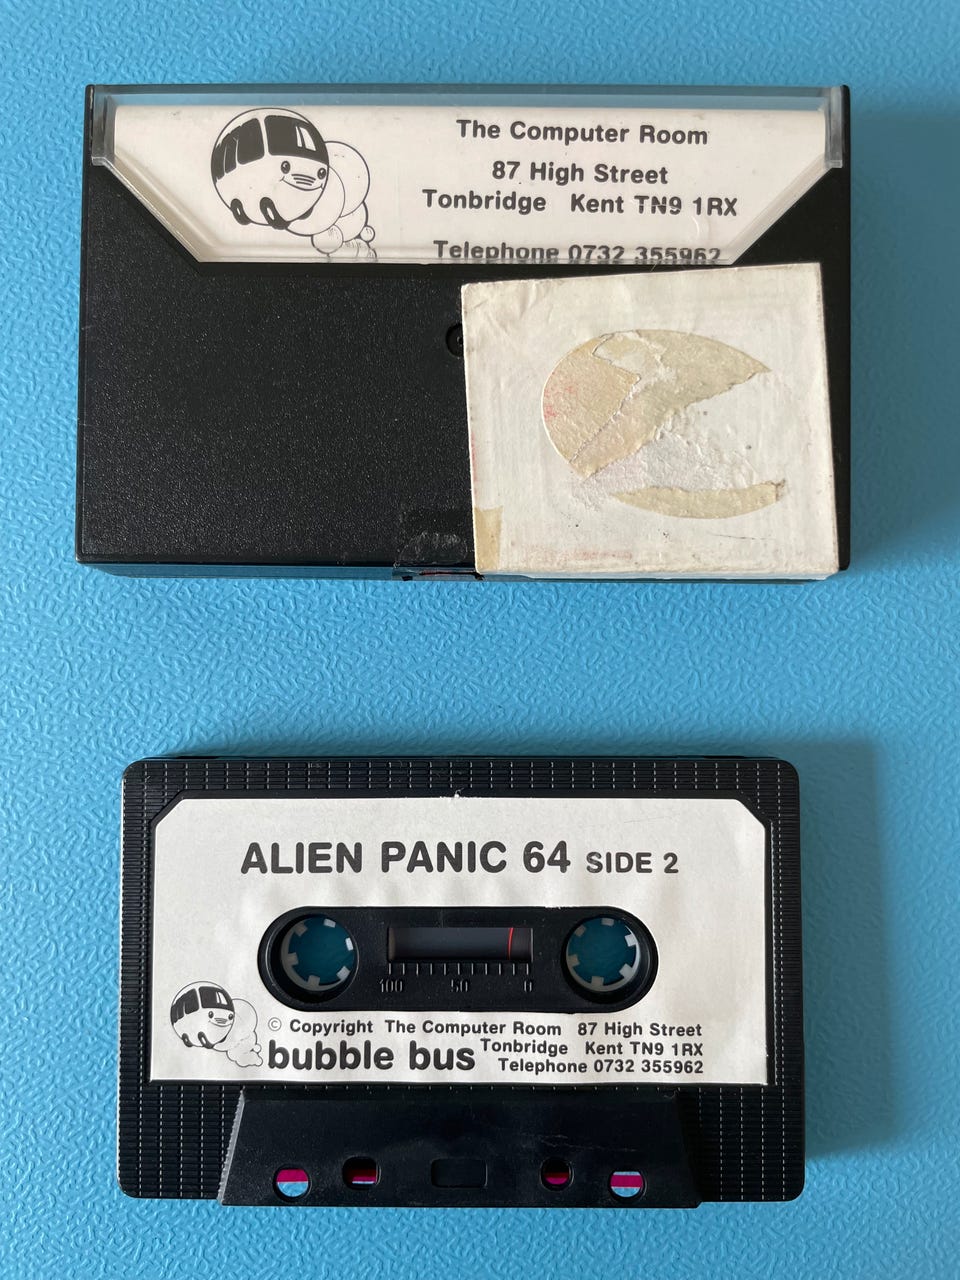 The Computer Room
87 High Street
Tonbridge Kent TN9 1RX
Telephone 0732 355962
ALIEN PANIC 64 SIDE 2
100 50 0
© Copyright The Computer Room 87 High Street
bubble bus Tonbridge Kent TN9 1RX
Telephone 0732 355962